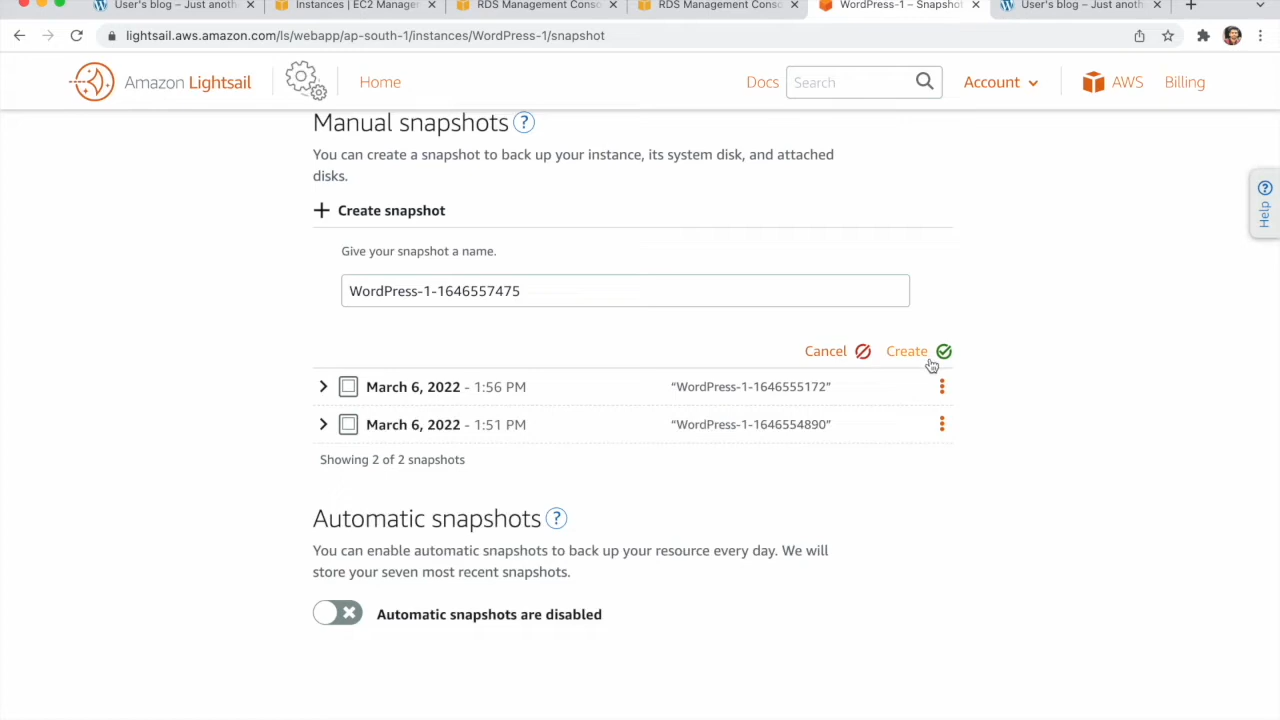 User's blog – Just anoth
Instances | EC2 Manager
RDS Management Conso
RDS Management Conso
WordPress-1 – Snapshot
User's blog – Just anoth
lightsail.aws.amazon.com/ls/webapp/ap-south-1/instances/WordPress-1/snapshot
Amazon Lightsail
Home
Docs
Search
Account
AWS
Billing
Manual snapshots ?
You can create a snapshot to back up your instance, its system disk, and attached
disks.
+ Create snapshot
Give your snapshot a name.
WordPress-1-1646557475
Cancel
Create
March 6, 2022 - 1:56 PM
“WordPress-1-1646555172”
March 6, 2022 - 1:51 PM
“WordPress-1-1646554890”
Showing 2 of 2 snapshots
Automatic snapshots ?
You can enable automatic snapshots to back up your resource every day. We will
store your seven most recent snapshots.
Automatic snapshots are disabled
? Help